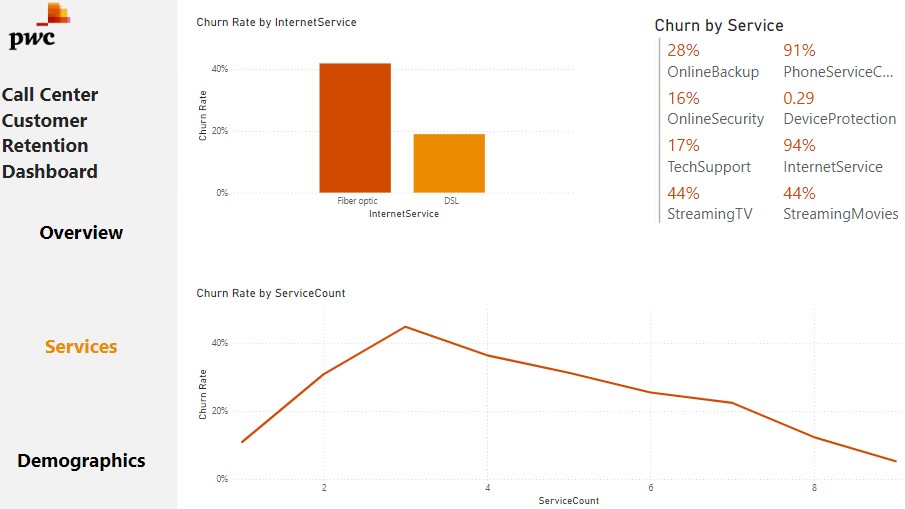 pwc
Call Center
Customer
Retention
Dashboard
Overview
Services
Demographics
Churn Rate by InternetService
Churn Rate
40%
20%
0%
Fiber optic
DSL
InternetService
Churn by Service
28%
91%
OnlineBackup
PhoneServiceC...
16%
0.29
OnlineSecurity
DeviceProtection
17%
94%
TechSupport
InternetService
44%
44%
StreamingTV
StreamingMovies
Churn Rate by ServiceCount
Churn Rate
40%
20%
0%
2
4
6
8
ServiceCount